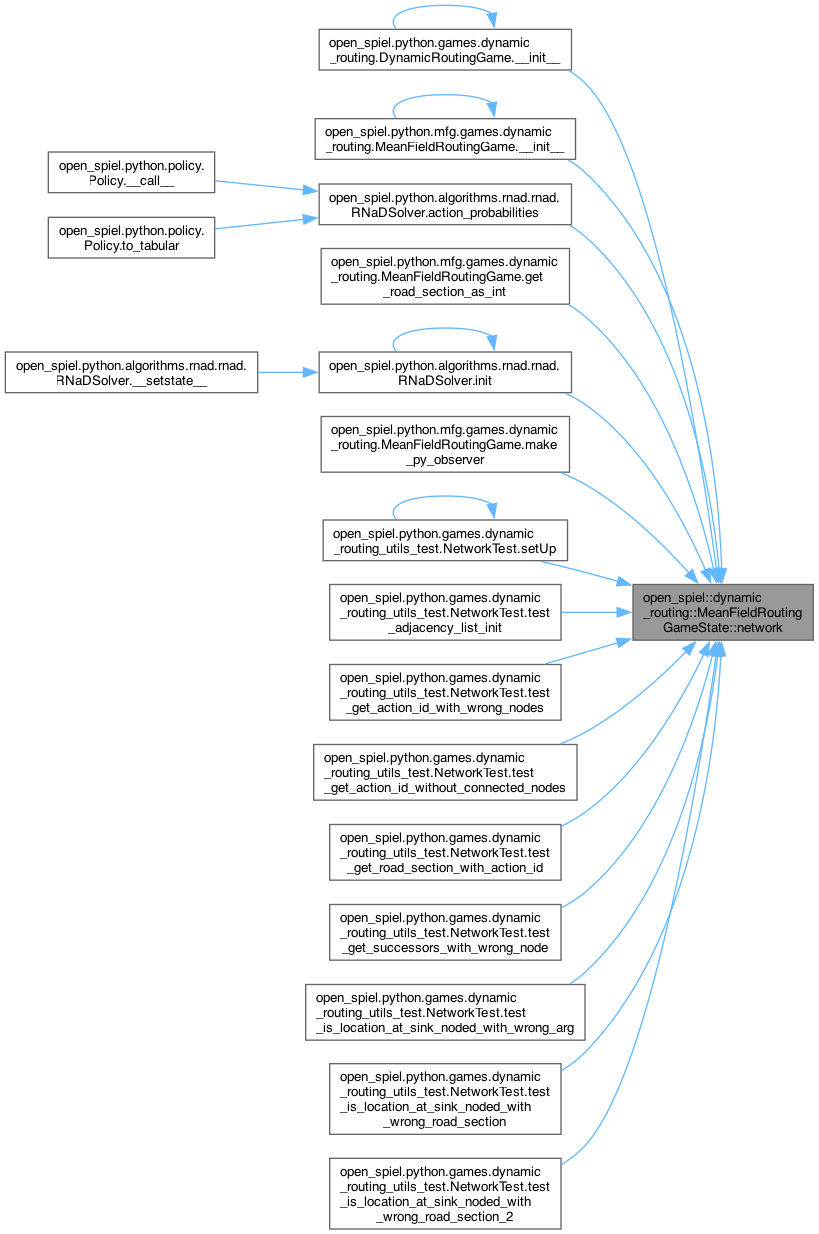 open_spiel.python.games.dynamic
_routing.DynamicRoutingGame.__init__
open_spiel.python.mfg.games.dynamic
_routing.MeanFieldRoutingGame.__init__
open_spiel.python.policy.
Policy.__call__
open_spiel.python.algorithms.rnad.rnad.
RNaDSolver.action_probabilities
open_spiel.python.policy.
Policy.to_tabular
open_spiel.python.mfg.games.dynamic
_routing.MeanFieldRoutingGame.get
_road_section_as_int
open_spiel.python.algorithms.rnad.rnad.
RNaDSolver.__setstate__
open_spiel.python.algorithms.rnad.rnad.
RNaDSolver.init
open_spiel.python.mfg.games.dynamic
_routing.MeanFieldRoutingGame.make
_py_observer
open_spiel.python.games.dynamic
_routing_utils_test.NetworkTest.setUp
open_spiel::dynamic
_routing::MeanFieldRouting
GameState::network
open_spiel.python.games.dynamic
_routing_utils_test.NetworkTest.test
_adjacency_list_init
open_spiel.python.games.dynamic
_routing_utils_test.NetworkTest.test
_get_action_id_with_wrong_nodes
open_spiel.python.games.dynamic
_routing_utils_test.NetworkTest.test
_get_action_id_without_connected_nodes
open_spiel.python.games.dynamic
_routing_utils_test.NetworkTest.test
_get_road_section_with_action_id
open_spiel.python.games.dynamic
_routing_utils_test.NetworkTest.test
_get_successors_with_wrong_node
open_spiel.python.games.dynamic
_routing_utils_test.NetworkTest.test
_is_location_at_sink_noded_with_wrong_arg
open_spiel.python.games.dynamic
_routing_utils_test.NetworkTest.test
_is_location_at_sink_noded_with
_wrong_road_section
open_spiel.python.games.dynamic
_routing_utils_test.NetworkTest.test
_is_location_at_sink_noded_with
_wrong_road_section_2